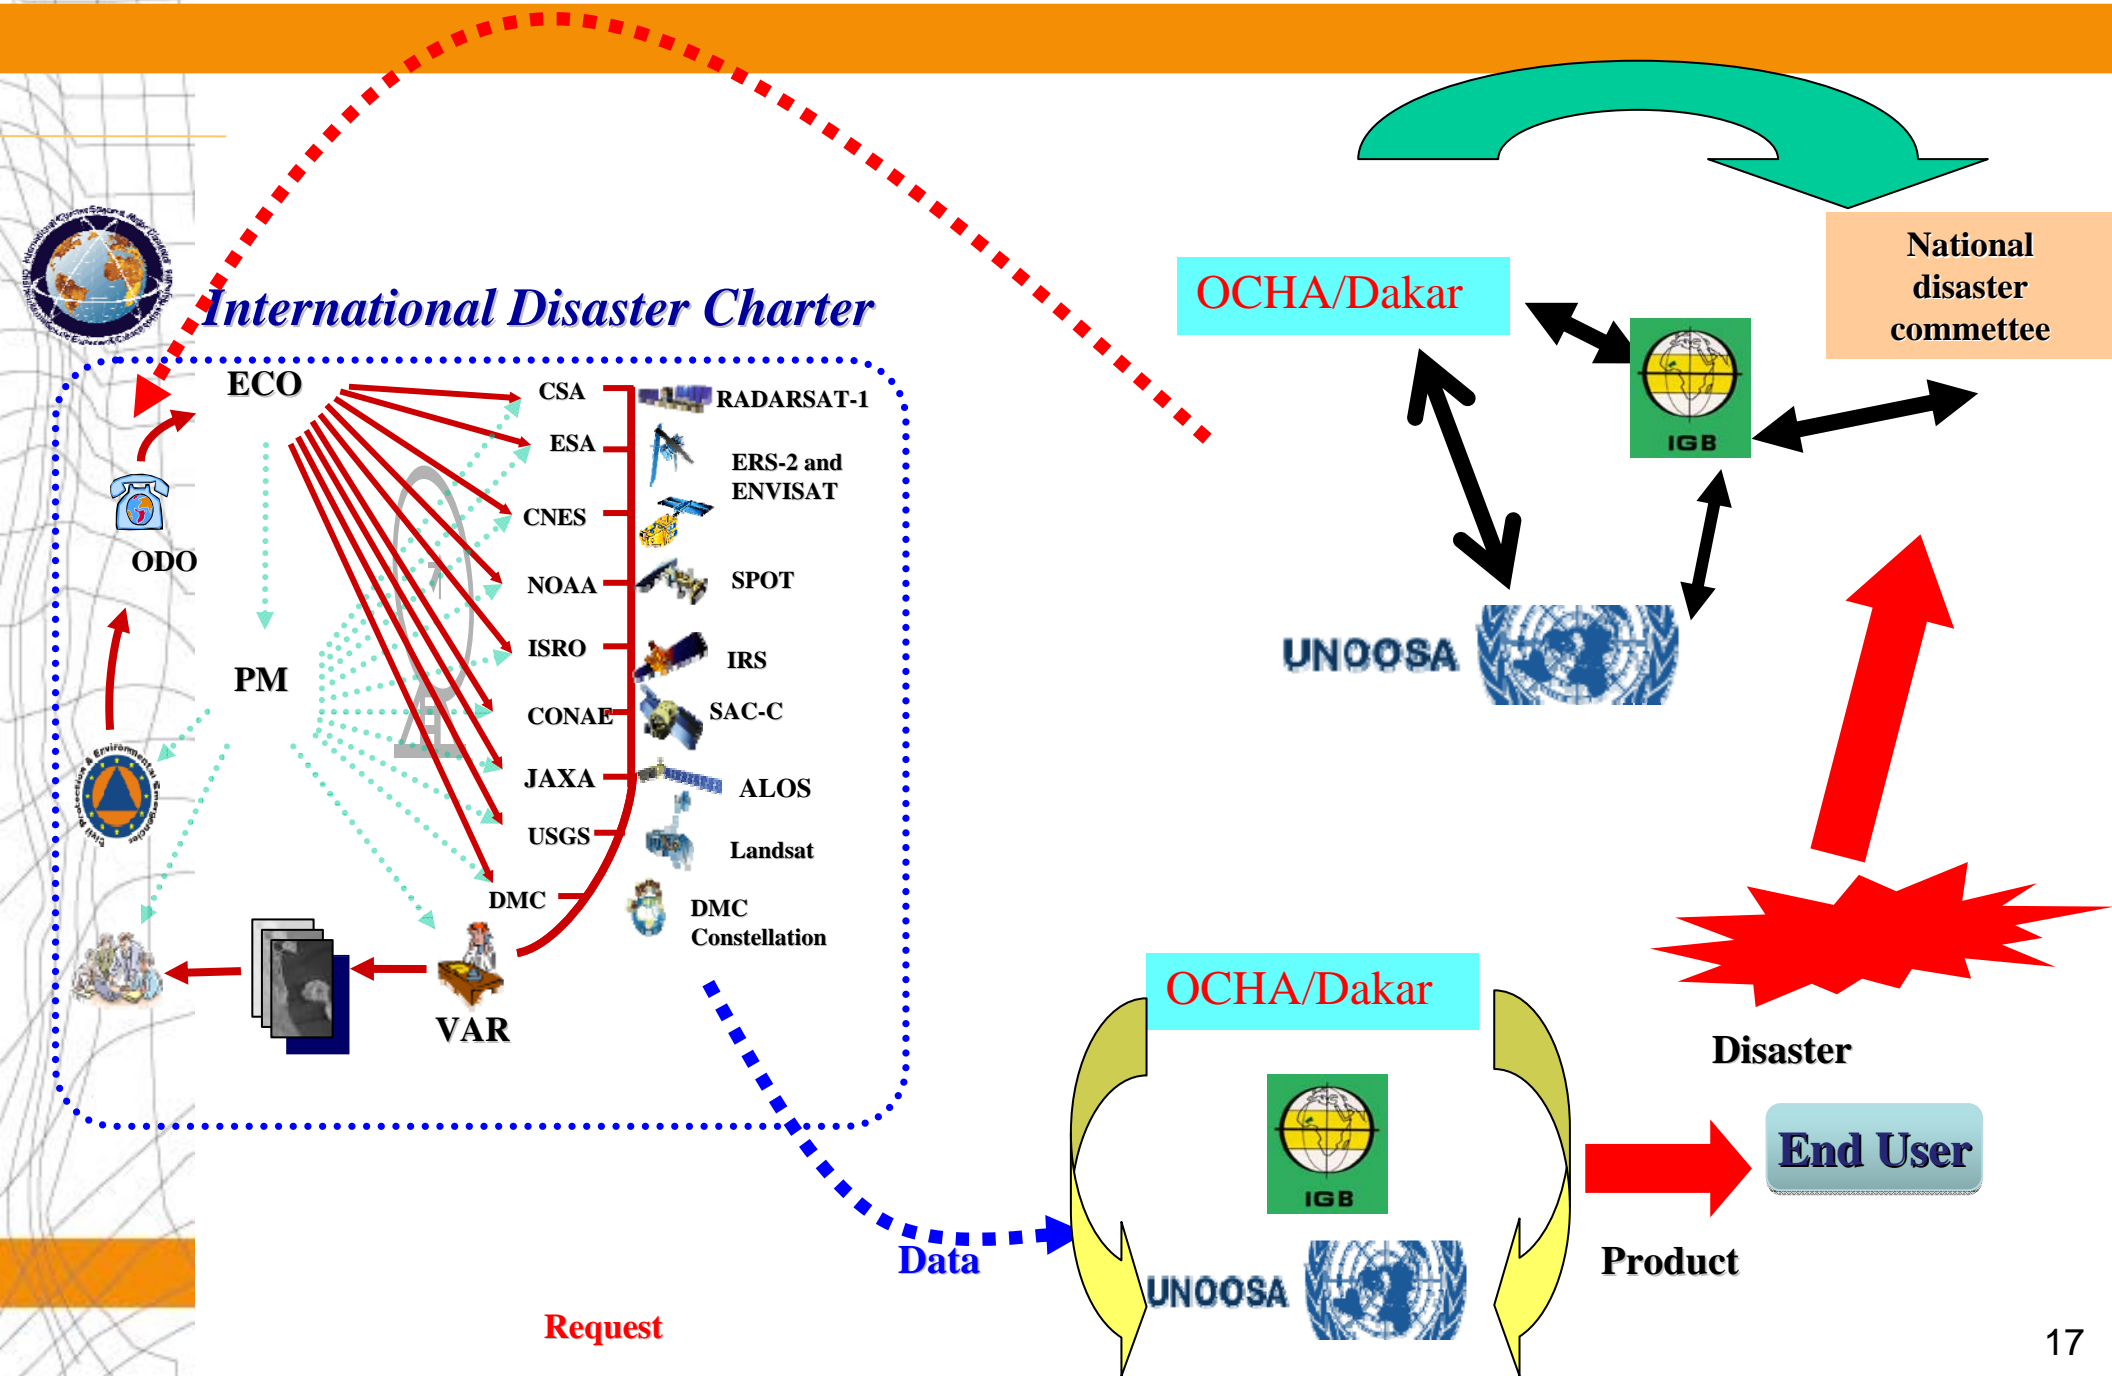 International Disaster Charter
ECO
ODO
PM
VAR
CSA
ESA
CNES
NOAA
ISRO
CONAE
JAXA
USGS
DMC
RADARSAT-1
ERS-2 and
ENVISAT
SPOT
IRS
SAC-C
ALOS
Landsat
DMC
Constellation
OCHA/Dakar
IGB
National
disaster
commettee
UNOOSA
Disaster
OCHA/Dakar
IGB
UNOOSA
End User
Product
Data
Request
17